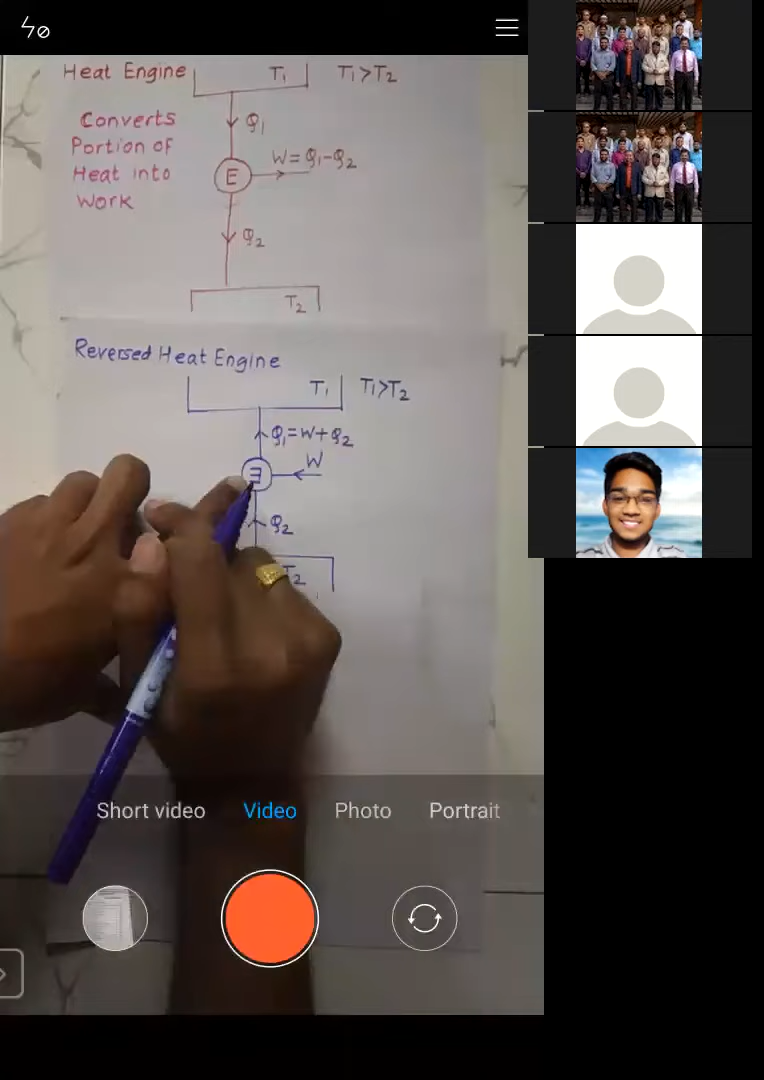 Heat Engine
T1
T1>T2
Converts
Portion of
Heat into
Work
Q1
W=Q1-Q2
E
Q2
T2
Reversed Heat Engine
T1
T1>T2
Q1=W+Q2
W
Ǝ
Q2
T2
Short video Video Photo Portrait